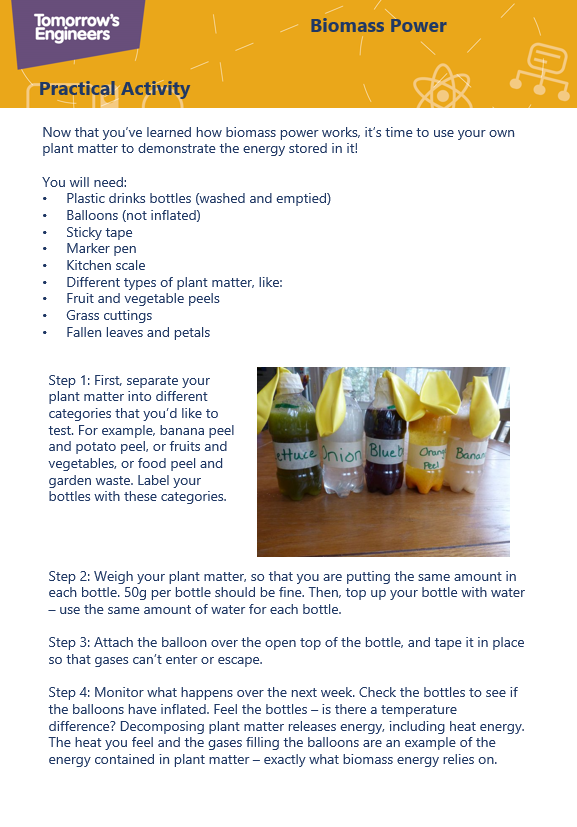 Tomorrow's
Engineers
Biomass Power
Practical Activity
Now that you've learned how biomass power works, it's time to use your own
plant matter to demonstrate the energy stored in it!
You will need:
• Plastic drinks bottles (washed and emptied)
• Balloons (not inflated)
• Sticky tape
• Marker pen
• Kitchen scale
• Different types of plant matter, like:
• Fruit and vegetable peels
• Grass cuttings
• Fallen leaves and petals
Step 1: First, separate your
plant matter into different
categories that you'd like to
test. For example, banana peel
and potato peel, or fruits and
vegetables, or food peel and
garden waste. Label your
bottles with these categories.
ettuce
Onion
Blueb
Orang
Peel
Banan
Step 2: Weigh your plant matter, so that you are putting the same amount in
each bottle. 50g per bottle should be fine. Then, top up your bottle with water
– use the same amount of water for each bottle.
Step 3: Attach the balloon over the open top of the bottle, and tape it in place
so that gases can't enter or escape.
Step 4: Monitor what happens over the next week. Check the bottles to see if
the balloons have inflated. Feel the bottles – is there a temperature
difference? Decomposing plant matter releases energy, including heat energy.
The heat you feel and the gases filling the balloons are an example of the
energy contained in plant matter – exactly what biomass energy relies on.